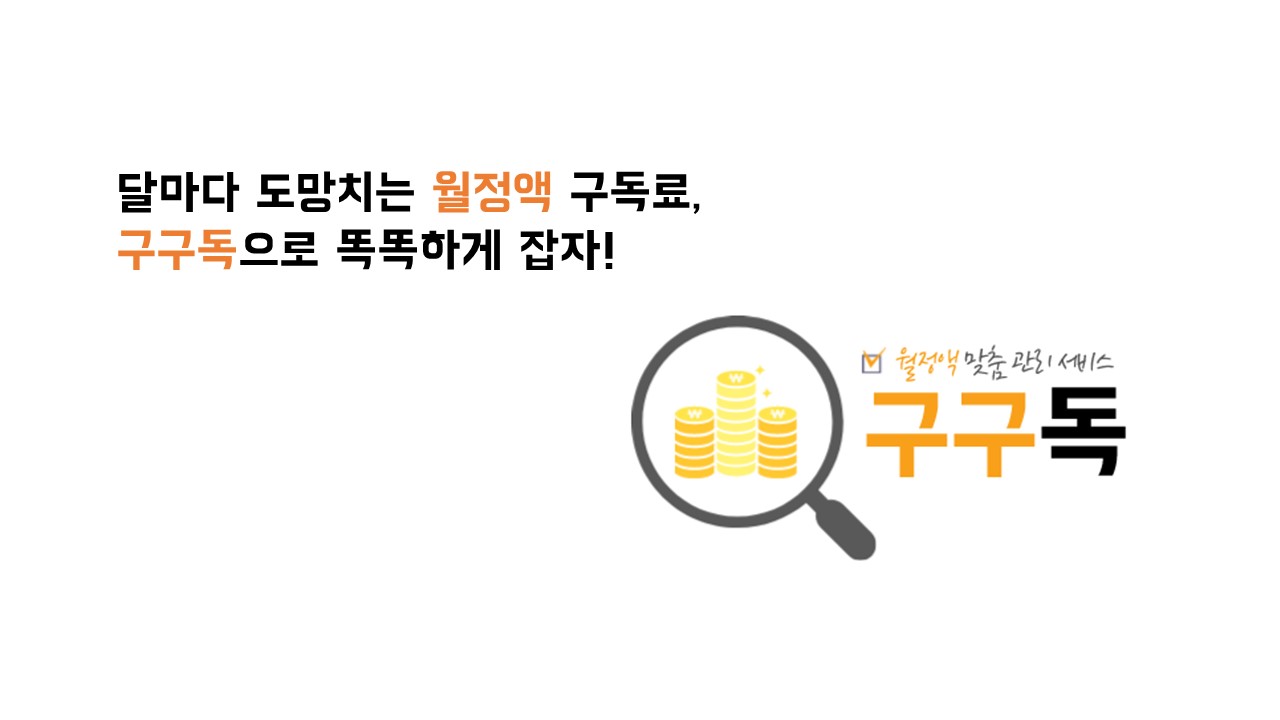 달마다 도망치는 월정액 구독료,
구구독으로 똑똑하게 잡자!
월정액 맞춤 관리 서비스
구구독
₩
₩
₩